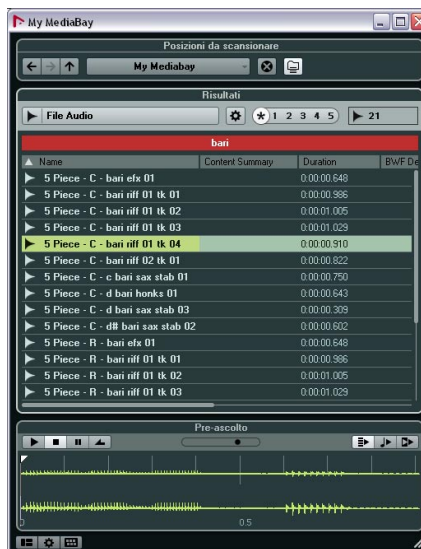 My MediaBay
Posizioni da scansionare
My Mediabay
Risultati
File Audio 1 2 3 4 5 21
bari
Name Content Summary Duration BWF De
5 Piece - C - bari efx 01 0:00:00.648
5 Piece - C - bari riff 01 tk 01 0:00:00.986
5 Piece - C - bari riff 01 tk 02 0:00:01.005
5 Piece - C - bari riff 01 tk 03 0:00:01.029
5 Piece - C - bari riff 01 tk 04 0:00:00.910
5 Piece - C - bari riff 02 tk 01 0:00:00.822
5 Piece - C - c bari sax stab 01 0:00:00.750
5 Piece - C - d bari honks 01 0:00:00.643
5 Piece - C - d bari sax stab 03 0:00:00.309
5 Piece - C - d# bari sax stab 02 0:00:00.602
5 Piece - R - bari efx 01 0:00:00.648
5 Piece - R - bari riff 01 tk 01 0:00:00.986
5 Piece - R - bari riff 01 tk 02 0:00:01.005
5 Piece - R - bari riff 01 tk 03 0:00:01.029
Pre-ascolto
0 0.5